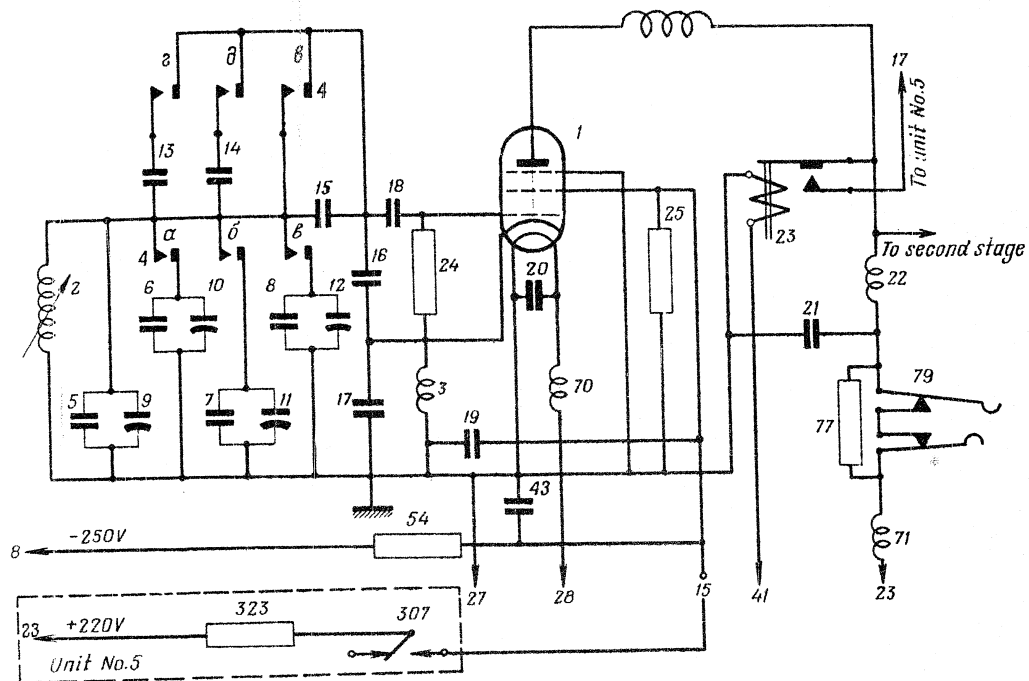 г д в
4
13 14
15 18
1
17
To unit No.5
25
23
To second stage
а б в
4
2
6 10 8 12
16
24
20
22
21
5 9 7 11
17
3
70
79
77
19
43
54
71
8 -250V
27 28 15 41 23
23 +220V 323 307
Unit No.5